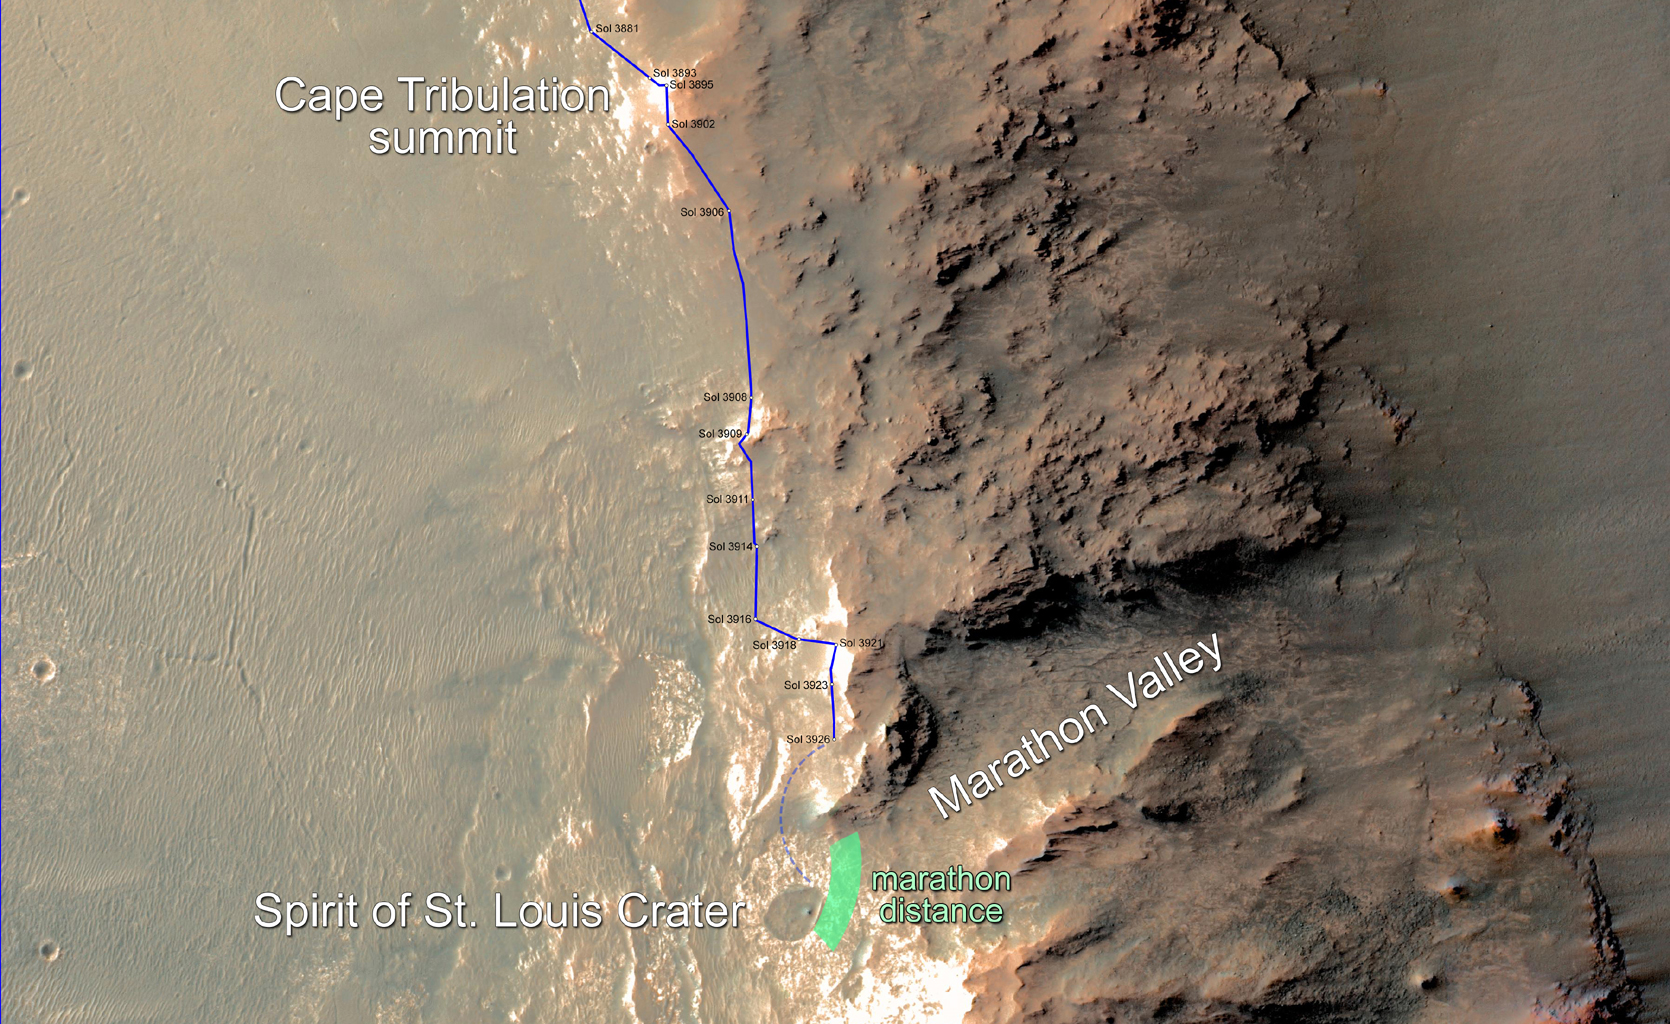 Sol 3881
Sol 3893
Sol 3895
Cape Tribulation
summit
Sol 3902
Sol 3906
Sol 3908
Sol 3909
Sol 3911
Sol 3914
Sol 3916
Sol 3918
Sol 3921
Sol 3923
Sol 3926
Marathon Valley
marathon
distance
Spirit of St. Louis Crater